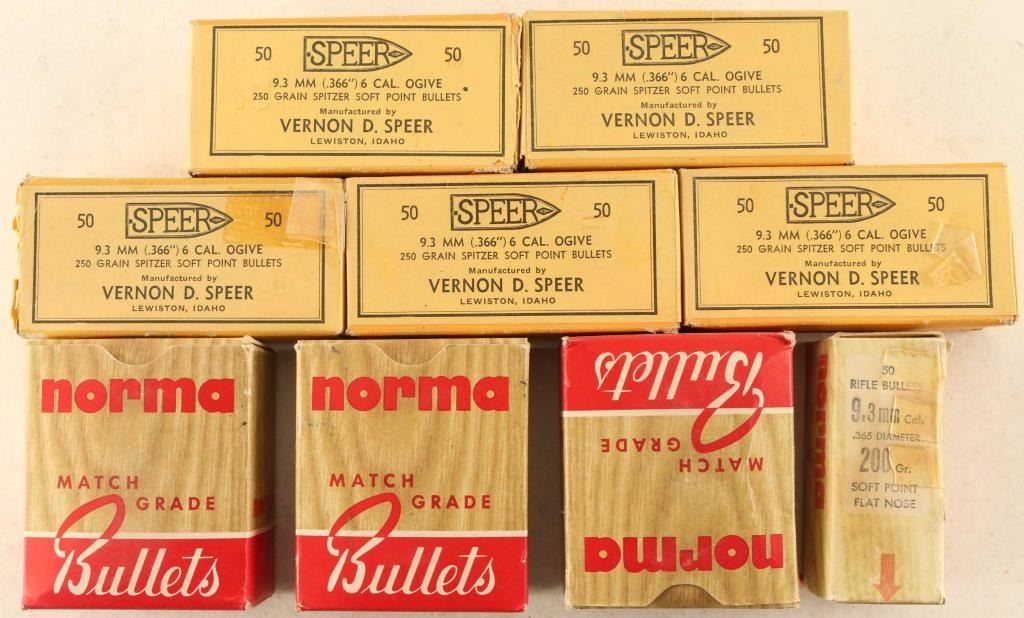 50 SPEER 50
9.3 MM (.366") 6 CAL. OGIVE
250 GRAIN SPITZER SOFT POINT BULLETS
Manufactured by
VERNON D. SPEER
LEWISTON, IDAHO
50 SPEER 50
9.3 MM (.366") 6 CAL. OGIVE
250 GRAIN SPITZER SOFT POINT BULLETS
Manufactured by
VERNON D. SPEER
LEWISTON, IDAHO
50 SPEER 50
9.3 MM (.366") 6 CAL. OGIVE
250 GRAIN SPITZER SOFT POINT BULLETS
Manufactured by
VERNON D. SPEER
LEWISTON, IDAHO
50 SPEER 50
9.3 MM (.366") 6 CAL. OGIVE
250 GRAIN SPITZER SOFT POINT BULLETS
Manufactured by
VERNON D. SPEER
LEWISTON, IDAHO
50 SPEER 50
9.3 MM (.366") 6 CAL. OGIVE
250 GRAIN SPITZER SOFT POINT BULLETS
Manufactured by
VERNON D. SPEER
LEWISTON, IDAHO
norma
MATCH
GRADE
Bullets
norma
MATCH
GRADE
Bullets
norma
MATCH
GRADE
Bullets
norma
50
RIFLE BULLETS
9.3 mm Cal.
.365 DIAMETER
200 Gr.
SOFT POINT
FLAT NOSE